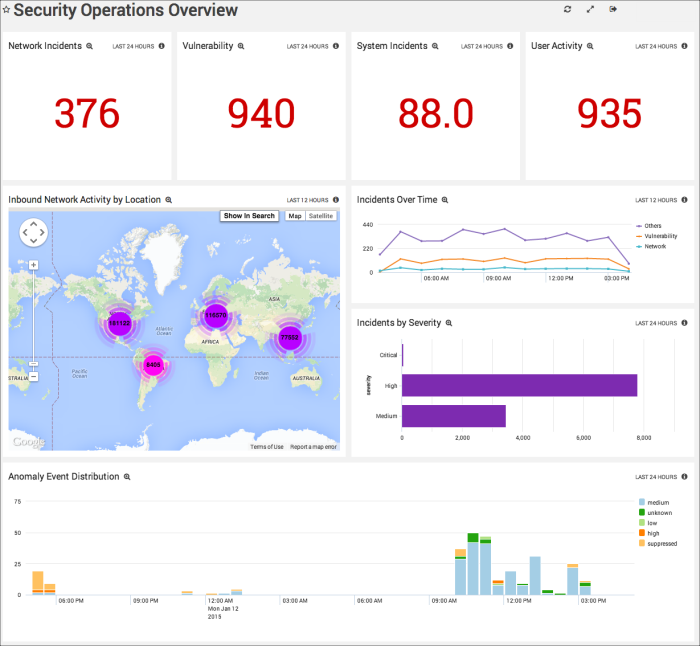 Security Operations Overview
Network Incidents LAST 24 HOURS
Vulnerability LAST 24 HOURS
System Incidents LAST 24 HOURS
User Activity LAST 24 HOURS
376
940
88.0
935
Inbound Network Activity by Location LAST 12 HOURS
Show in Search Map Satellite
ASIA
Atlantic
Ocean
AFRICA
Pacific
Ocean
Indian
Ocean
STRALIA
AUSTRALIA
Google
Terms of Use Report a map error
Incidents Over Time LAST 12 HOURS
440
220
0
06:00 AM 09:00 AM 12:00 PM 03:00 PM
Others
Vulnerability
Network
Incidents by Severity LAST 24 HOURS
severity
Critical
High
Medium
0 2,000 4,000 6,000 8,000
Anomaly Event Distribution LAST 24 HOURS
75
50
25
0
06:00 PM 09:00 PM 12:00 AM 03:00 AM 06:00 AM 09:00 AM 12:00 PM 03:00 PM
Mon Jan 12
2015
medium
unknown
low
high
suppressed